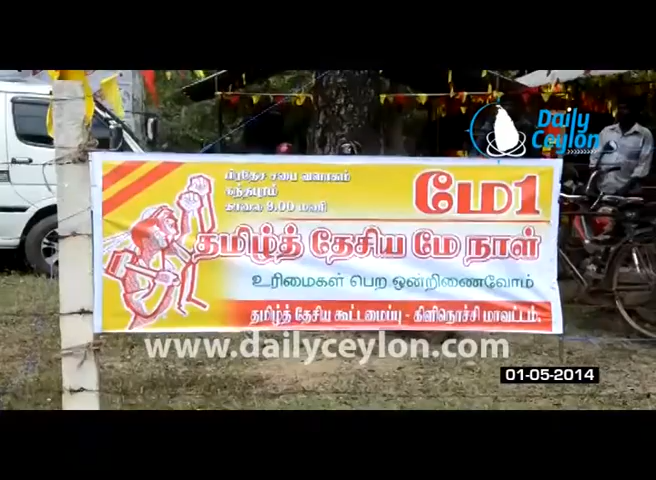 Daily
Ceylon
பிரதேச சபை வளாகம்
கந்தபுரம்
காலை 9.00 மணி
மே1
தமிழ்த் தேசிய மே நாள்
உரிமைகள் பெற ஒன்றிணைவோம்
தமிழ்த் தேசிய கூட்டமைப்பு - கிளிநொச்சி மாவட்டம்.
www.dailyceylon.com
01-05-2014